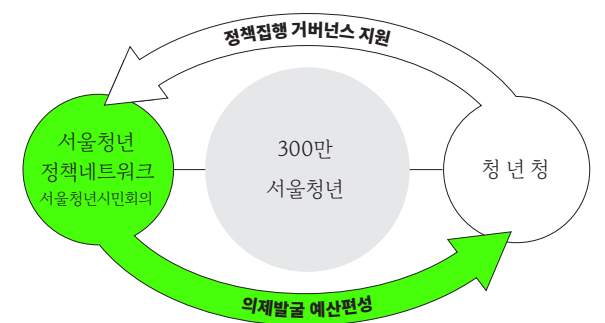 정책집행 거버넌스 지원
서울청년
정책네트워크
서울청년시민회의
300만
서울청년
청년청
의제발굴 예산편성